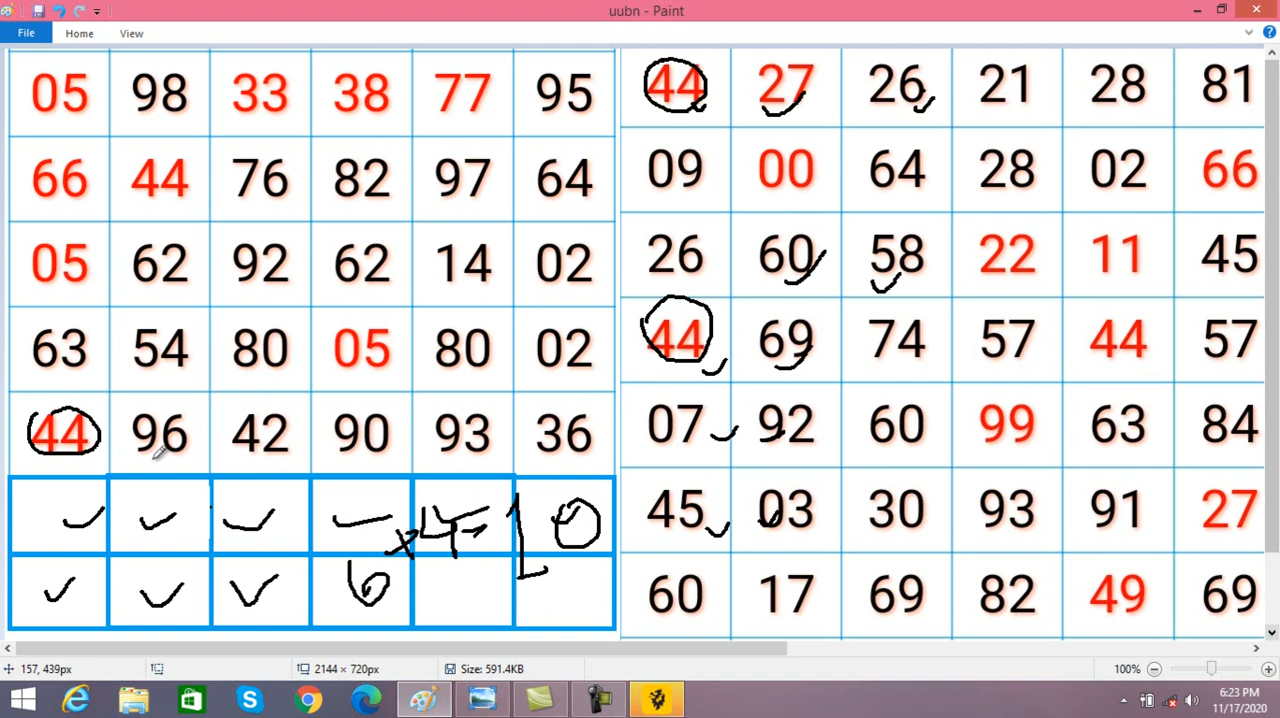 uubn - Paint
File Home View
05 98 33 38 77 95
66 44 76 82 97 64
05 62 92 62 14 02
63 54 80 05 80 02
44 96 42 90 93 36
6
44 27 26 21 28 81
09 00 64 28 02 66
26 60 58 22 11 45
44 69 74 57 44 57
07 92 60 99 63 84
45 03 30 93 91 27
60 17 69 82 49 69
157, 439px 2144 × 720px Size: 591.4KB 100%
6:23 PM
11/17/2020